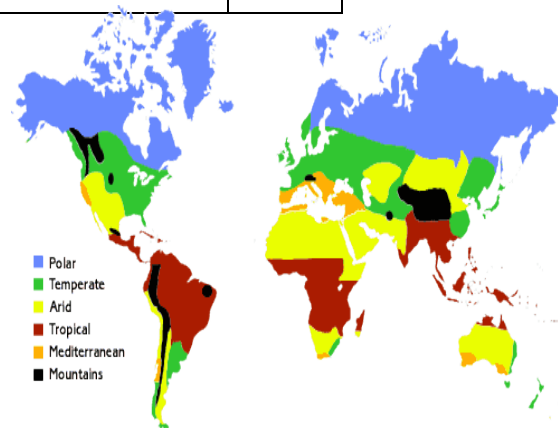 Polar
Temperate
Arid
Tropical
Mediterranean
Mountains